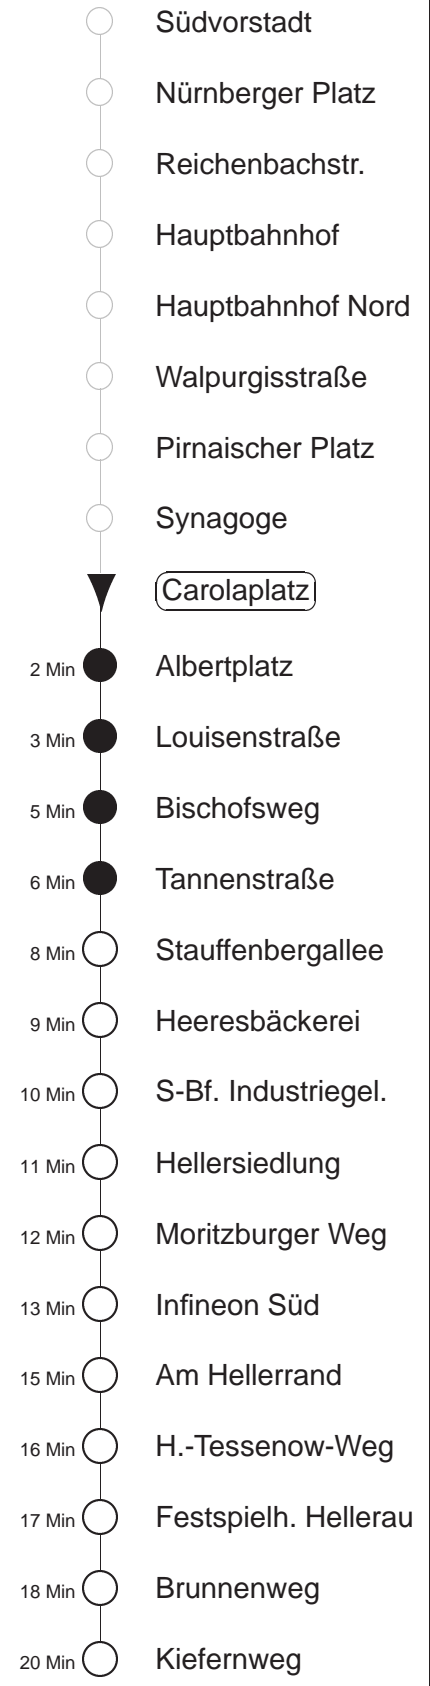 Südvorstadt
Nürnberger Platz
Reichenbachstr.
Hauptbahnhof
Hauptbahnhof Nord
Walpurgisstraße
Pirnaischer Platz
Synagoge
Carolaplatz
2 Min Albertplatz
3 Min Louisenstraße
5 Min Bischofsweg
6 Min Tannenstraße
8 Min Stauffenbergallee
9 Min Heeresbäckerei
10 Min S-Bf. Industriegel.
11 Min Hellersiedlung
12 Min Moritzburger Weg
13 Min Infineon Süd
15 Min Am Hellerrand
16 Min H.-Tessenow-Weg
17 Min Festspielh. Hellerau
18 Min Brunnenweg
20 Min Kiefernweg